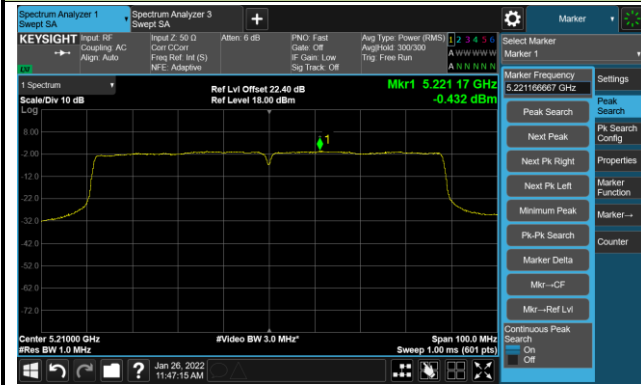 Spectrum Analyzer 1
Swept SA
Spectrum Analyzer 3
Swept SA
+
Marker
KEYSIGHT
Input: RF
Coupling: AC
Align: Auto
Input Z: 50 Ω
Corr CCorr
Freq Ref: Int (S)
NFE: Adaptive
Atten: 6 dB
PNO: Fast
Gate: Off
IF Gain: Low
Sig Track: Off
Avg Type: Power (RMS)
Avg|Hold: 300/300
Trig: Free Run
1 2 3 4 5 6
A W W W W W
A N N N N N
Select Marker
Marker 1
LXI
1 Spectrum
Scale/Div 10 dB
Log
Ref Lvl Offset 22.40 dB
Ref Level 18.00 dBm
Mkr1 5.221 17 GHz
-0.432 dBm
8.00
-2.00
-12.0
-22.0
-32.0
-42.0
-52.0
-62.0
-72.0
1
Center 5.21000 GHz
#Res BW 1.0 MHz
#Video BW 3.0 MHz*
Span 100.0 MHz
Sweep 1.00 ms (601 pts)
Marker Frequency
5.221166667 GHz
Peak Search
Next Peak
Next Pk Right
Next Pk Left
Minimum Peak
Pk-Pk Search
Marker Delta
Mkr→CF
Mkr→Ref Lvl
Continuous Peak
Search
On
Off
Settings
Peak
Search
Pk Search
Config
Properties
Marker
Function
Marker→
Counter
?
Jan 26, 2022
11:47:15 AM